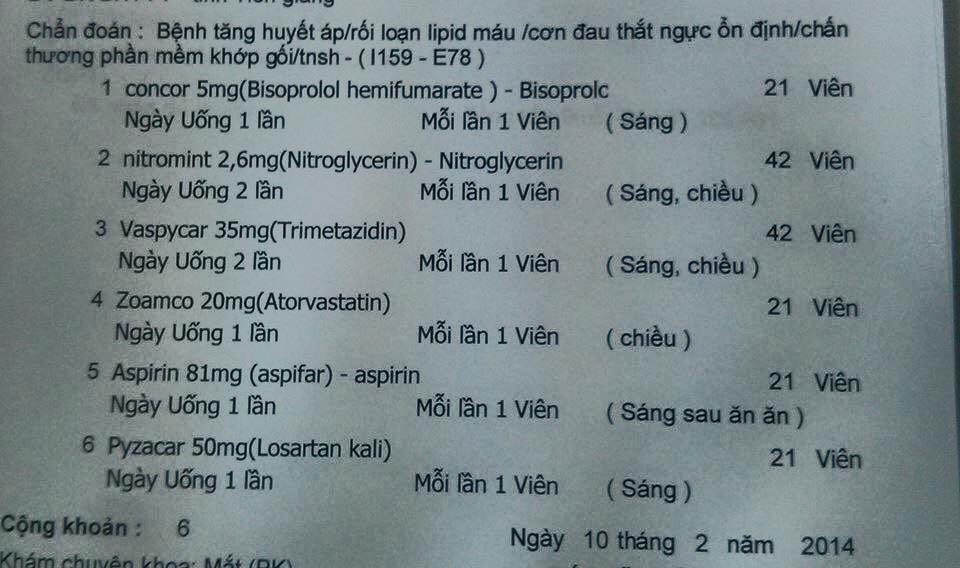 Chẩn đoán : Bệnh tăng huyết áp/rối loạn lipid máu /cơn đau thắt ngực ổn định/chấn
thương phần mềm khớp gối/tnsh - ( I159 - E78 )
1 concor 5mg(Bisoprolol hemifumarate ) - Bisoprolc 21 Viên
Ngày Uống 1 lần Mỗi lần 1 Viên ( Sáng )
2 nitromint 2,6mg(Nitroglycerin) - Nitroglycerin 42 Viên
Ngày Uống 2 lần Mỗi lần 1 Viên ( Sáng, chiều )
3 Vaspycar 35mg(Trimetazidin) 42 Viên
Ngày Uống 2 lần Mỗi lần 1 Viên ( Sáng, chiều )
4 Zoamco 20mg(Atorvastatin) 21 Viên
Ngày Uống 1 lần Mỗi lần 1 Viên ( chiều )
5 Aspirin 81mg (aspifar) - aspirin 21 Viên
Ngày Uống 1 lần Mỗi lần 1 Viên ( Sáng sau ăn ăn )
6 Pyzacar 50mg(Losartan kali) 21 Viên
Ngày Uống 1 lần Mỗi lần 1 Viên ( Sáng )
Cộng khoản : 6
Ngày 10 tháng 2 năm 2014
Khám chuyên khoa: Mắt (PK)